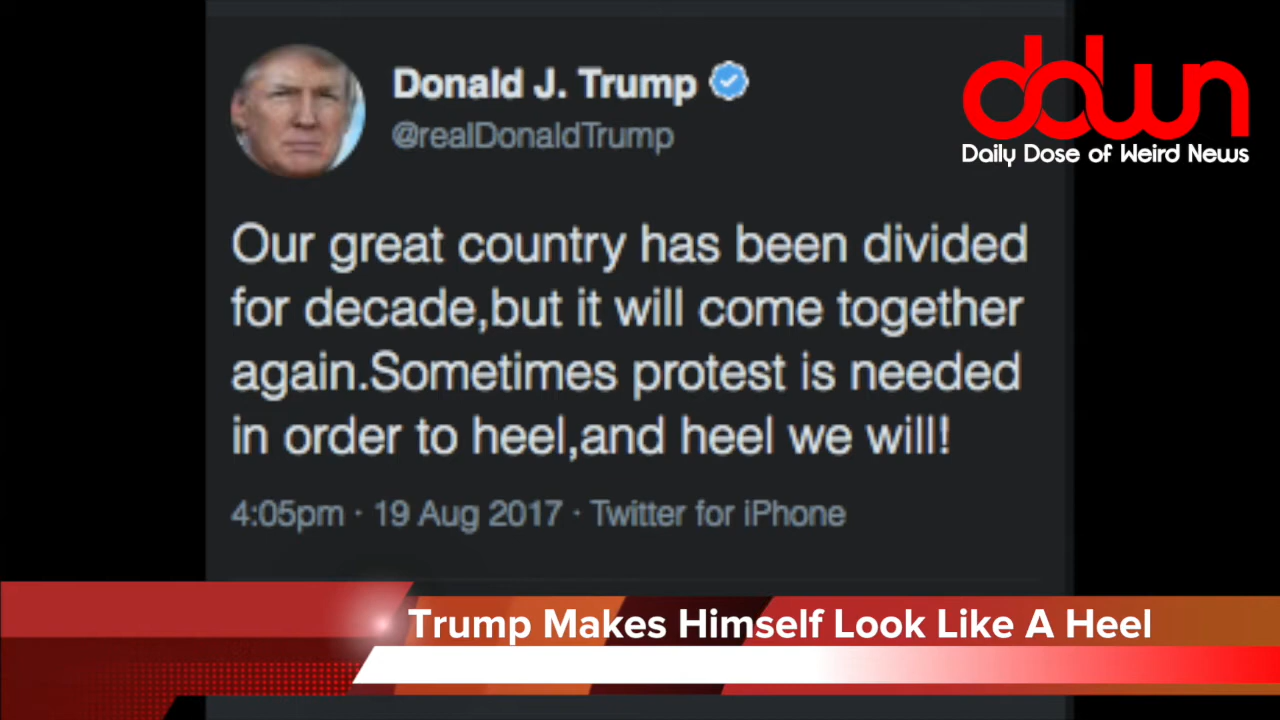 Donald J. Trump
@realDonaldTrump
ddwn
Daily Dose of Weird News
Our great country has been divided
for decade,but it will come together
again.Sometimes protest is needed
in order to heel,and heel we will!
4:05pm · 19 Aug 2017 · Twitter for iPhone
Trump Makes Himself Look Like A Heel